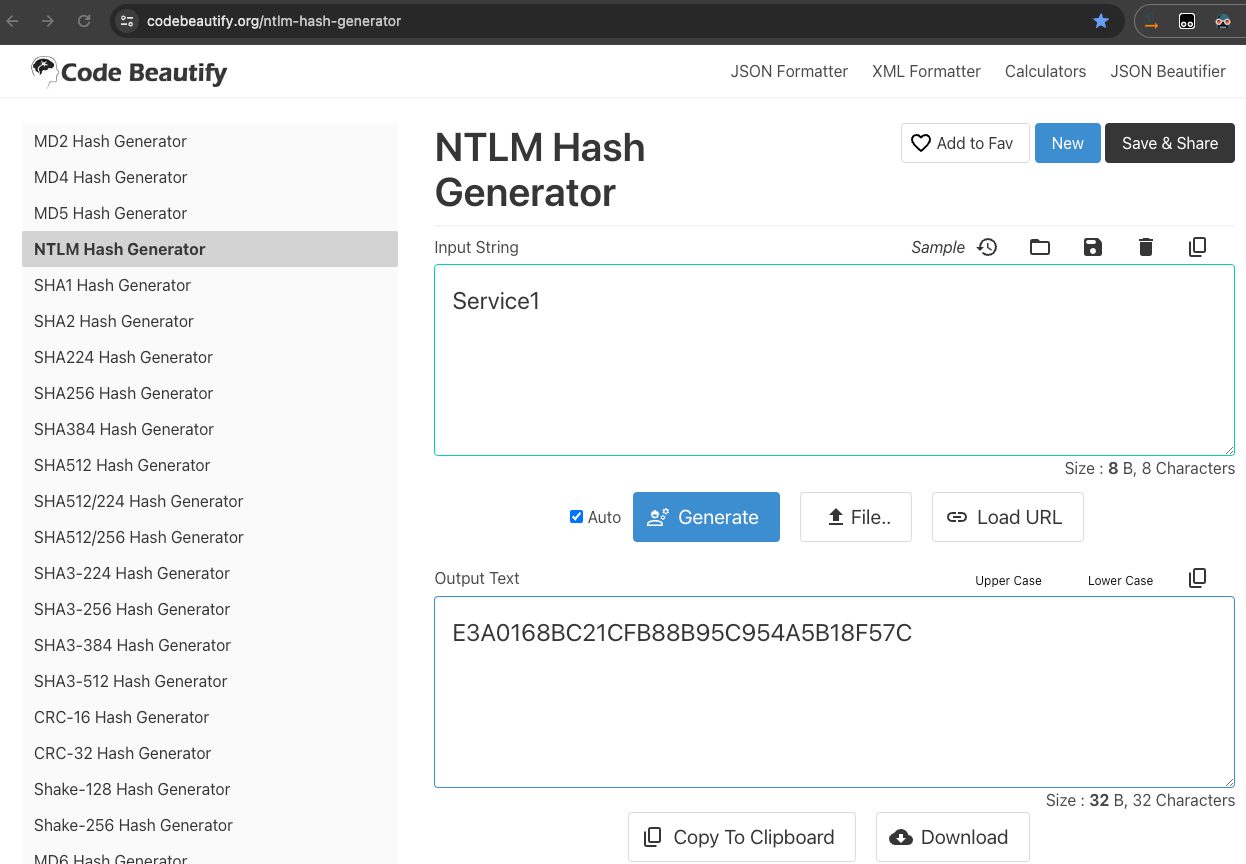 codebeautify.org/ntlm-hash-generator
Code Beautify
JSON Formatter
XML Formatter
Calculators
JSON Beautifier
MD2 Hash Generator
MD4 Hash Generator
MD5 Hash Generator
NTLM Hash Generator
SHA1 Hash Generator
SHA2 Hash Generator
SHA224 Hash Generator
SHA256 Hash Generator
SHA384 Hash Generator
SHA512 Hash Generator
SHA512/224 Hash Generator
SHA512/256 Hash Generator
SHA3-224 Hash Generator
SHA3-256 Hash Generator
SHA3-384 Hash Generator
SHA3-512 Hash Generator
CRC-16 Hash Generator
CRC-32 Hash Generator
Shake-128 Hash Generator
Shake-256 Hash Generator
MD6 Hash Generator
NTLM Hash
Generator
Add to Fav
New
Save & Share
Input String
Sample
Service1
Size : 8 B, 8 Characters
Auto
Generate
File..
Load URL
Output Text
Upper Case
Lower Case
E3A0168BC21CFB88B95C954A5B18F57C
Size : 32 B, 32 Characters
Copy To Clipboard
Download